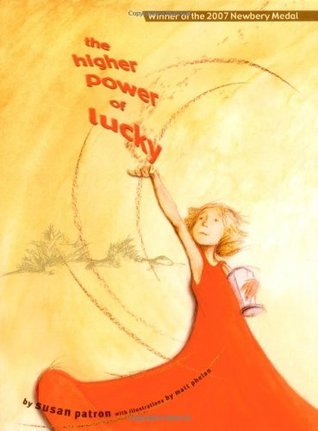 Winner of the 2007 Newbery Medal
the
higher
power
of
lucky
by susan patron with illustrations by matt phelan